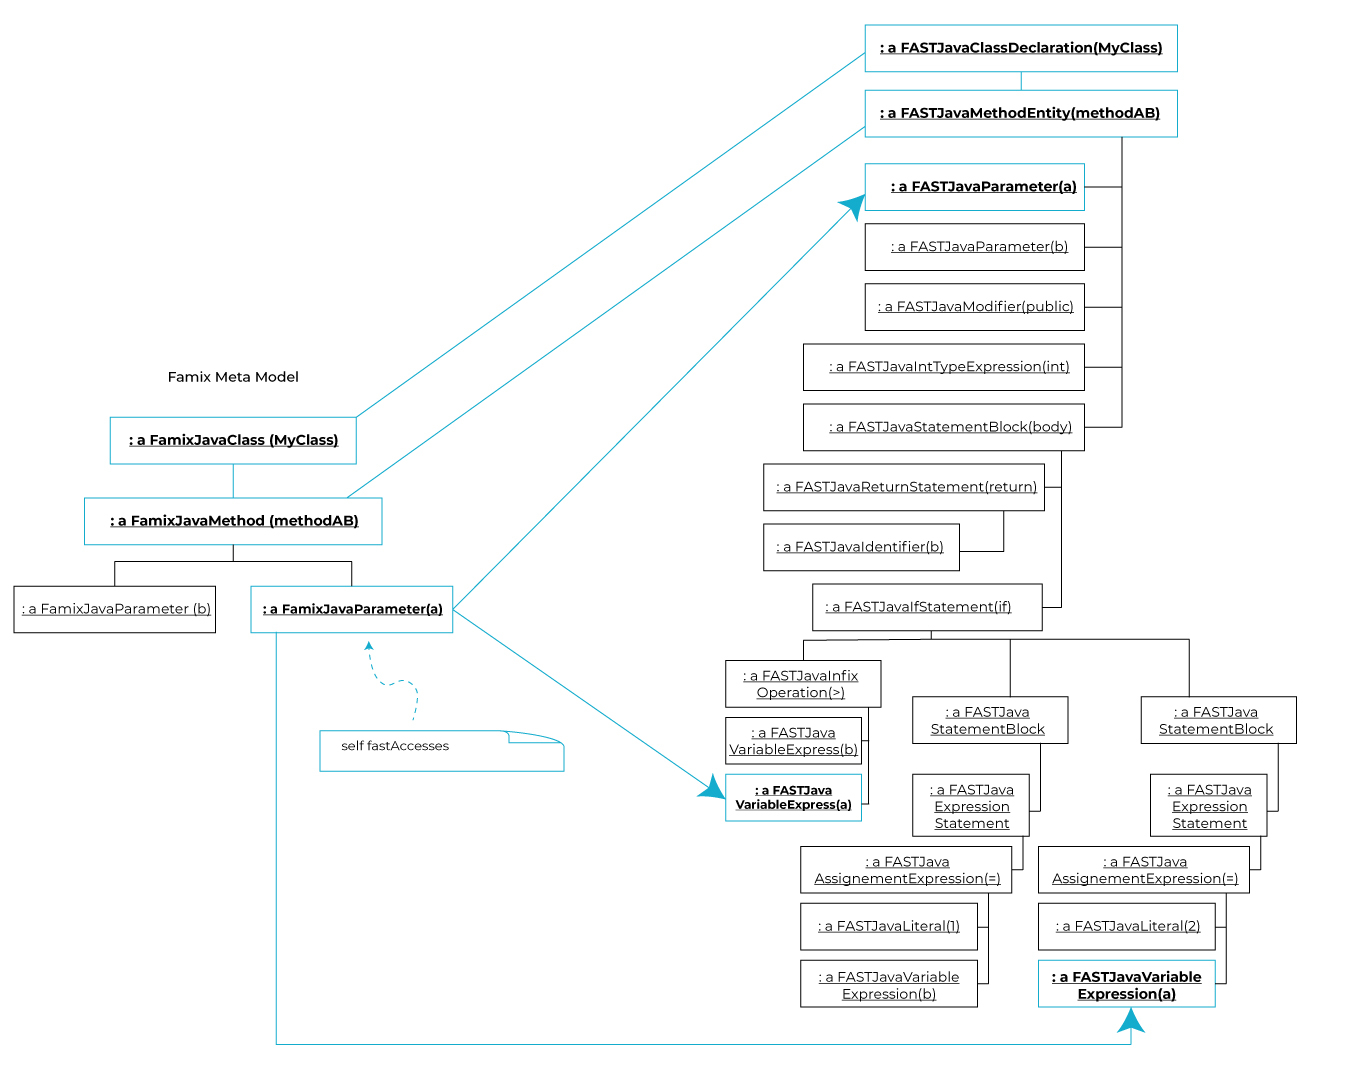 : a FASTJavaClassDeclaration(MyClass)
: a FASTJavaMethodEntity(methodAB)
: a FASTJavaParameter(a)
: a FASTJavaParameter(b)
: a FASTJavaModifier(public)
: a FASTJavaIntTypeExpression(int)
: a FASTJavaStatementBlock(body)
: a FASTJavaReturnStatement(return)
: a FASTJavaIdentifier(b)
: a FASTJavaIfStatement(if)
Famix Meta Model
: a FamixJavaClass (MyClass)
: a FamixJavaMethod (methodAB)
: a FamixJavaParameter (b)
: a FamixJavaParameter(a)
self fastAccesses
: a FASTJavaInfix
Operation(>)
: a FASTJava
VariableExpress(b)
: a FASTJava
VariableExpress(a)
: a FASTJava
StatementBlock
: a FASTJava
Expression
Statement
: a FASTJava
AssignementExpression(=)
: a FASTJavaLiteral(1)
: a FASTJavaVariable
Expression(b)
: a FASTJava
StatementBlock
: a FASTJava
Expression
Statement
: a FASTJava
AssignementExpression(=)
: a FASTJavaLiteral(2)
: a FASTJavaVariable
Expression(a)